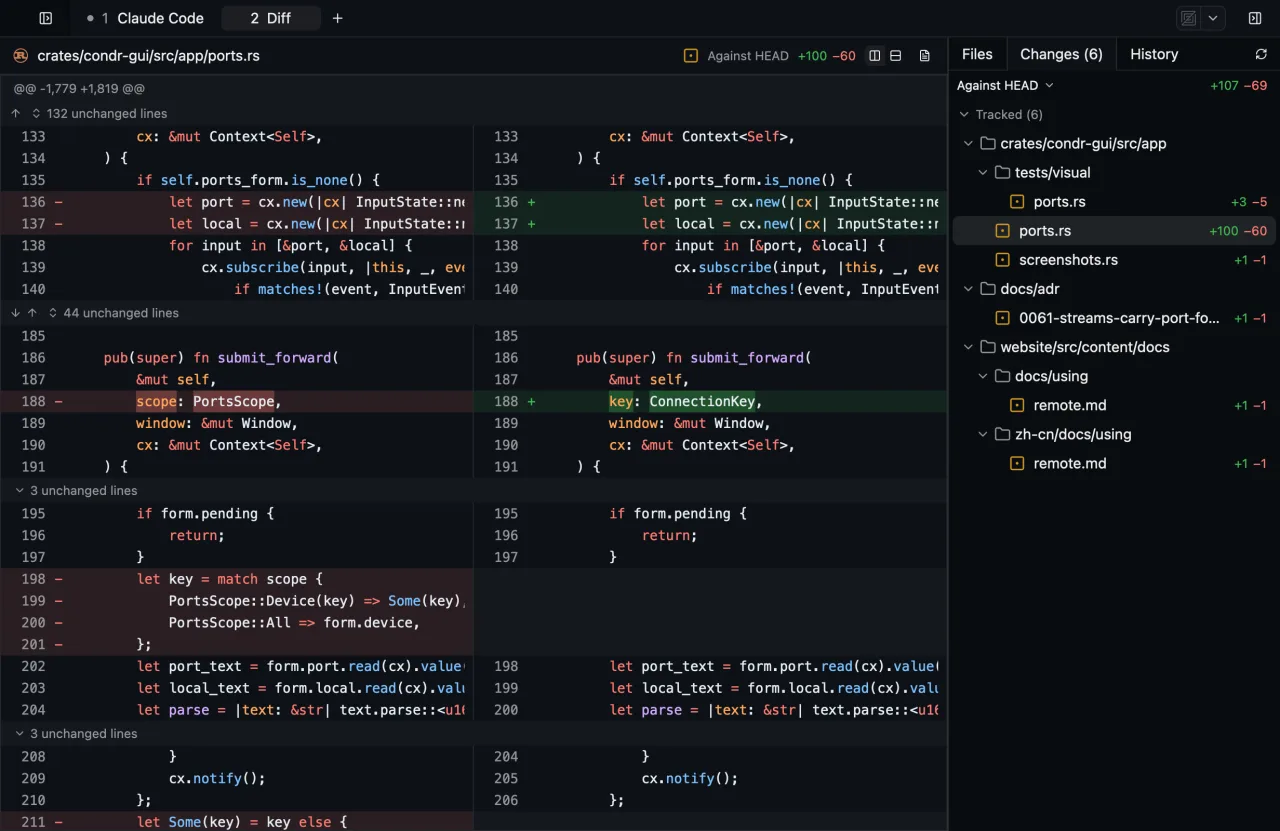 1 Claude Code
2 Diff
+
crates/condr-gui/src/app/ports.rs
Against HEAD +100 −60
@@ -1,779 +1,819 @@
↑ 132 unchanged lines
133 cx: &mut Context<Self>, 133 cx: &mut Context<Self>,
134 ) { 134 ) {
135 if self.ports_form.is_none() { 135 if self.ports_form.is_none() {
136 − let port = cx.new(|cx| InputState::ne 136 + let port = cx.new(|cx| InputState::ne
137 − let local = cx.new(|cx| InputState:: 137 + let local = cx.new(|cx| InputState::
138 for input in [&port, &local] { 138 for input in [&port, &local] {
139 cx.subscribe(input, |this, _, eve 139 cx.subscribe(input, |this, _, eve
140 if matches!(event, InputEvent 140 if matches!(event, InputEvent
↓ ↑ 44 unchanged lines
185 185
186 pub(super) fn submit_forward( 186 pub(super) fn submit_forward(
187 &mut self, 187 &mut self,
188 − scope: PortsScope, 188 + key: ConnectionKey,
189 window: &mut Window, 189 window: &mut Window,
190 cx: &mut Context<Self>, 190 cx: &mut Context<Self>,
191 ) { 191 ) {
3 unchanged lines
195 if form.pending { 195 if form.pending {
196 return; 196 return;
197 } 197 }
198 − let key = match scope {
199 − PortsScope::Device(key) => Some(key),
200 − PortsScope::All => form.device,
201 − };
202 let port_text = form.port.read(cx).value( 198 let port_text = form.port.read(cx).value(
203 let local_text = form.local.read(cx).valu 199 let local_text = form.local.read(cx).valu
204 let parse = |text: &str| text.parse::<u16 200 let parse = |text: &str| text.parse::<u16
3 unchanged lines
208 } 204 }
209 cx.notify(); 205 cx.notify();
210 }; 206 };
211 − let Some(key) = key else {
Files
Changes (6)
History
Against HEAD +107 −69
Tracked (6)
crates/condr-gui/src/app
tests/visual
ports.rs +3 −5
ports.rs +100 −60
screenshots.rs +1 −1
docs/adr
0061-streams-carry-port-fo... +1 −1
website/src/content/docs
docs/using
remote.md +1 −1
zh-cn/docs/using
remote.md +1 −1